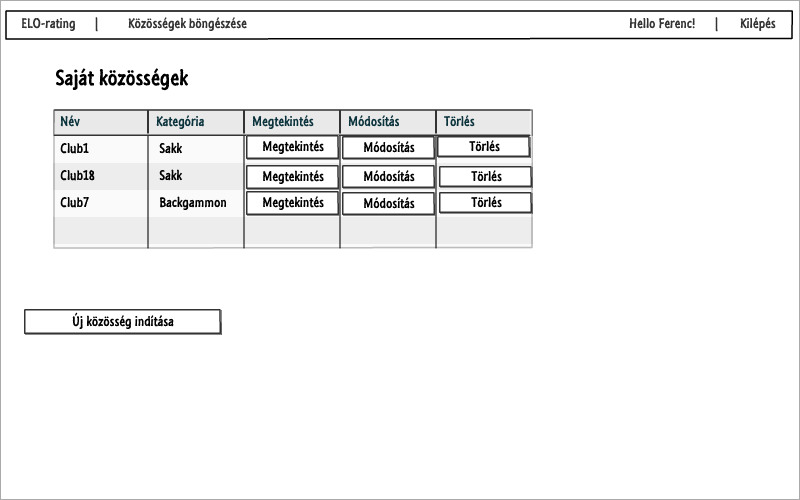 ELO-rating | Közösségek böngészése Hello Ferenc! | Kilépés
Saját közösségek
Név Kategória Megtekintés Módosítás Törlés
Club1 Sakk Megtekintés Módosítás Törlés
Club18 Sakk Megtekintés Módosítás Törlés
Club7 Backgammon Megtekintés Módosítás Törlés
Új közösség indítása